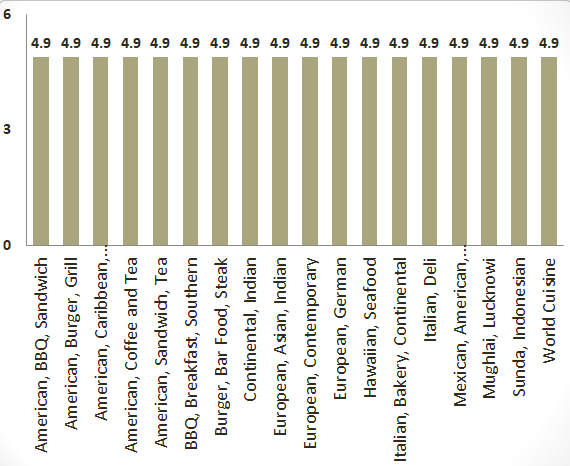 6
3
0
4.9 4.9 4.9 4.9 4.9 4.9 4.9 4.9 4.9 4.9 4.9 4.9 4.9 4.9 4.9 4.9 4.9 4.9
American, BBQ, Sandwich
American, Burger, Grill
American, Caribbean,...
American, Coffee and Tea
American, Sandwich, Tea
BBQ, Breakfast, Southern
Burger, Bar Food, Steak
Continental, Indian
European, Asian, Indian
European, Contemporary
European, German
Hawaiian, Seafood
Italian, Bakery, Continental
Italian, Deli
Mexican, American,...
Mughlai, Lucknowi
Sunda, Indonesian
World Cuisine